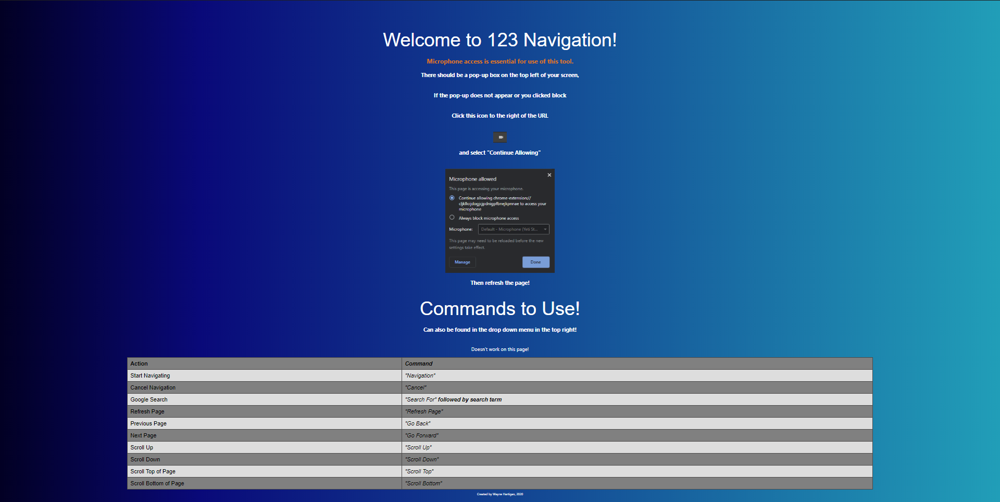 Welcome to 123 Navigation!
Microphone access is essential for use of this tool.
There should be a pop-up box on the top left of your screen,
If the pop-up does not appear or you clicked block
Click this icon to the right of the URL
and select "Continue Allowing"
Microphone allowed
This page is accessing your microphone.
Continue allowing chrome-extension://
cljklloijdogjcjpdnigpfbnejkpnnae to access your
microphone
Always block microphone access
Microphone: Default - Microphone (Yeti St...
This page may need to be reloaded before the new
settings take effect.
Manage Done
Then refresh the page!
Commands to Use!
Can also be found in the drop down menu in the top right!
Doesn't work on this page!
Action Command
Start Navigating "Navigation"
Cancel Navigation "Cancel"
Google Search "Search For" followed by search term
Refresh Page "Refresh Page"
Previous Page "Go Back"
Next Page "Go Forward"
Scroll Up "Scroll Up"
Scroll Down "Scroll Down"
Scroll Top of Page "Scroll Top"
Scroll Bottom of Page "Scroll Bottom"
Created by Wayne Hartigan, 2020